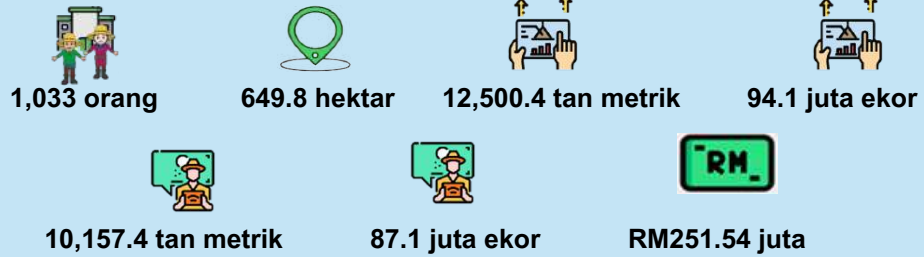 1,033 orang 649.8 hektar 12,500.4 tan metrik 94.1 juta ekor
RM
10,157.4 tan metrik 87.1 juta ekor RM251.54 juta